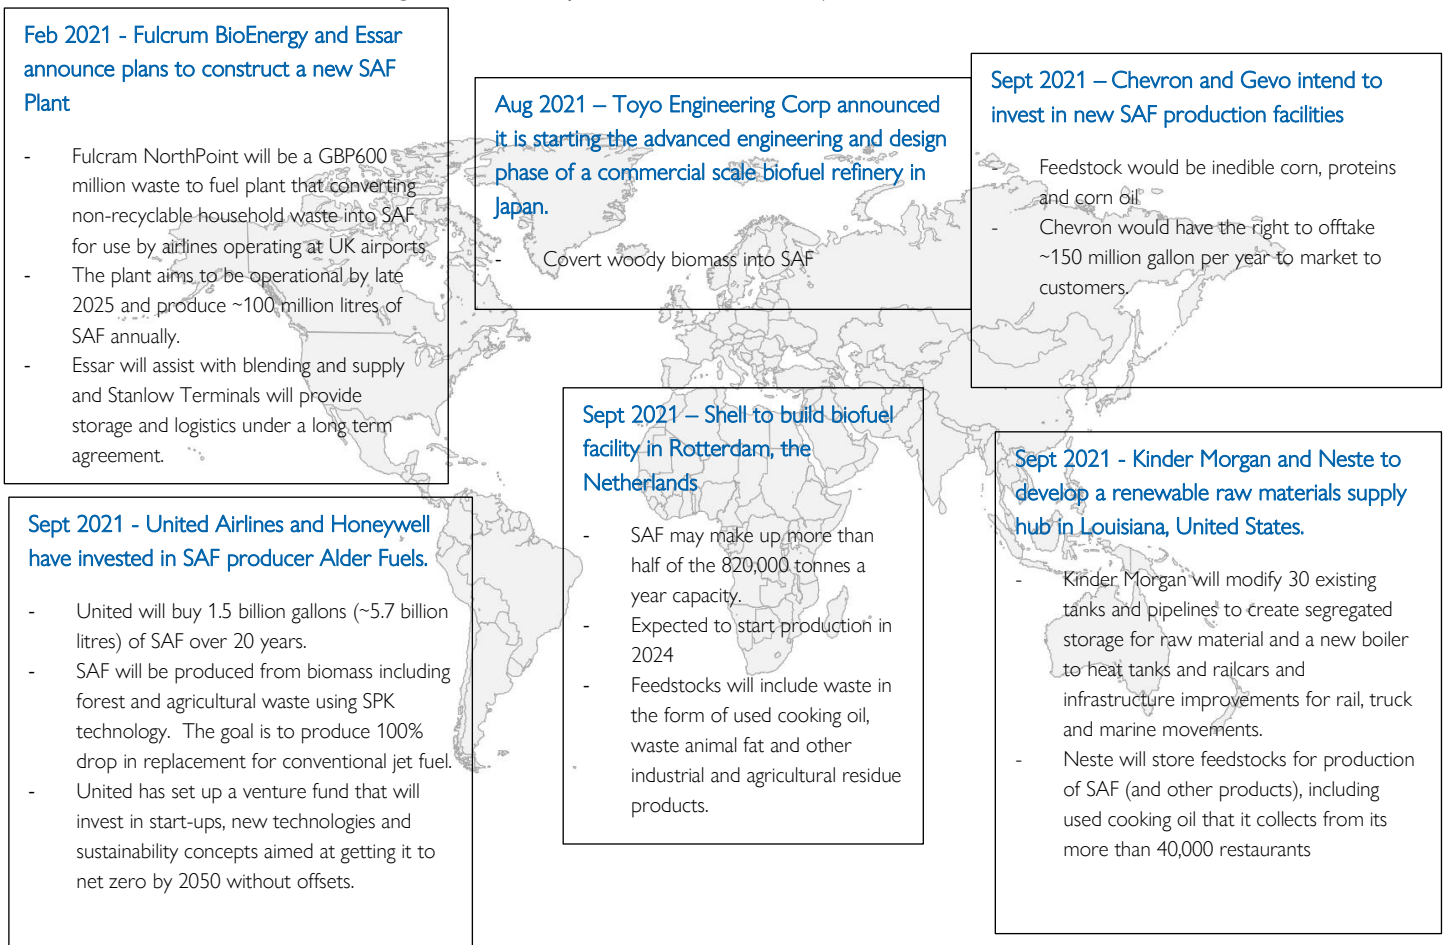 Feb 2021 - Fulcrum BioEnergy and Essar
announce plans to construct a new SAF
Plant
- Fulcram NorthPoint will be a GBP600
million waste to fuel plant that converting
non-recyclable household waste into SAF
for use by airlines operating at UK airports
- The plant aims to be operational by late
2025 and produce ~100 million litres of
SAF annually.
- Essar will assist with blending and supply
and Stanlow Terminals will provide
storage and logistics under a long term
agreement.
Aug 2021 – Toyo Engineering Corp announced
it is starting the advanced engineering and design
phase of a commercial scale biofuel refinery in
Japan.
- Covert woody biomass into SAF
Sept 2021 – Chevron and Gevo intend to
invest in new SAF production facilities
- Feedstock would be inedible corn, proteins
and corn oil
- Chevron would have the right to offtake
~150 million gallon per year to market to
customers.
Sept 2021 - United Airlines and Honeywell
have invested in SAF producer Alder Fuels.
- United will buy 1.5 billion gallons (~5.7 billion
litres) of SAF over 20 years.
- SAF will be produced from biomass including
forest and agricultural waste using SPK
technology. The goal is to produce 100%
drop in replacement for conventional jet fuel.
- United has set up a venture fund that will
invest in start-ups, new technologies and
sustainability concepts aimed at getting it to
net zero by 2050 without offsets.
Sept 2021 – Shell to build biofuel
facility in Rotterdam, the
Netherlands
- SAF may make up more than
half of the 820,000 tonnes a
year capacity.
- Expected to start production in
2024
- Feedstocks will include waste in
the form of used cooking oil,
waste animal fat and other
industrial and agricultural residue
products.
Sept 2021 - Kinder Morgan and Neste to
develop a renewable raw materials supply
hub in Louisiana, United States.
- Kinder Morgan will modify 30 existing
tanks and pipelines to create segregated
storage for raw material and a new boiler
to heat tanks and railcars and
infrastructure improvements for rail, truck
and marine movements.
- Neste will store feedstocks for production
of SAF (and other products), including
used cooking oil that it collects from its
more than 40,000 restaurants